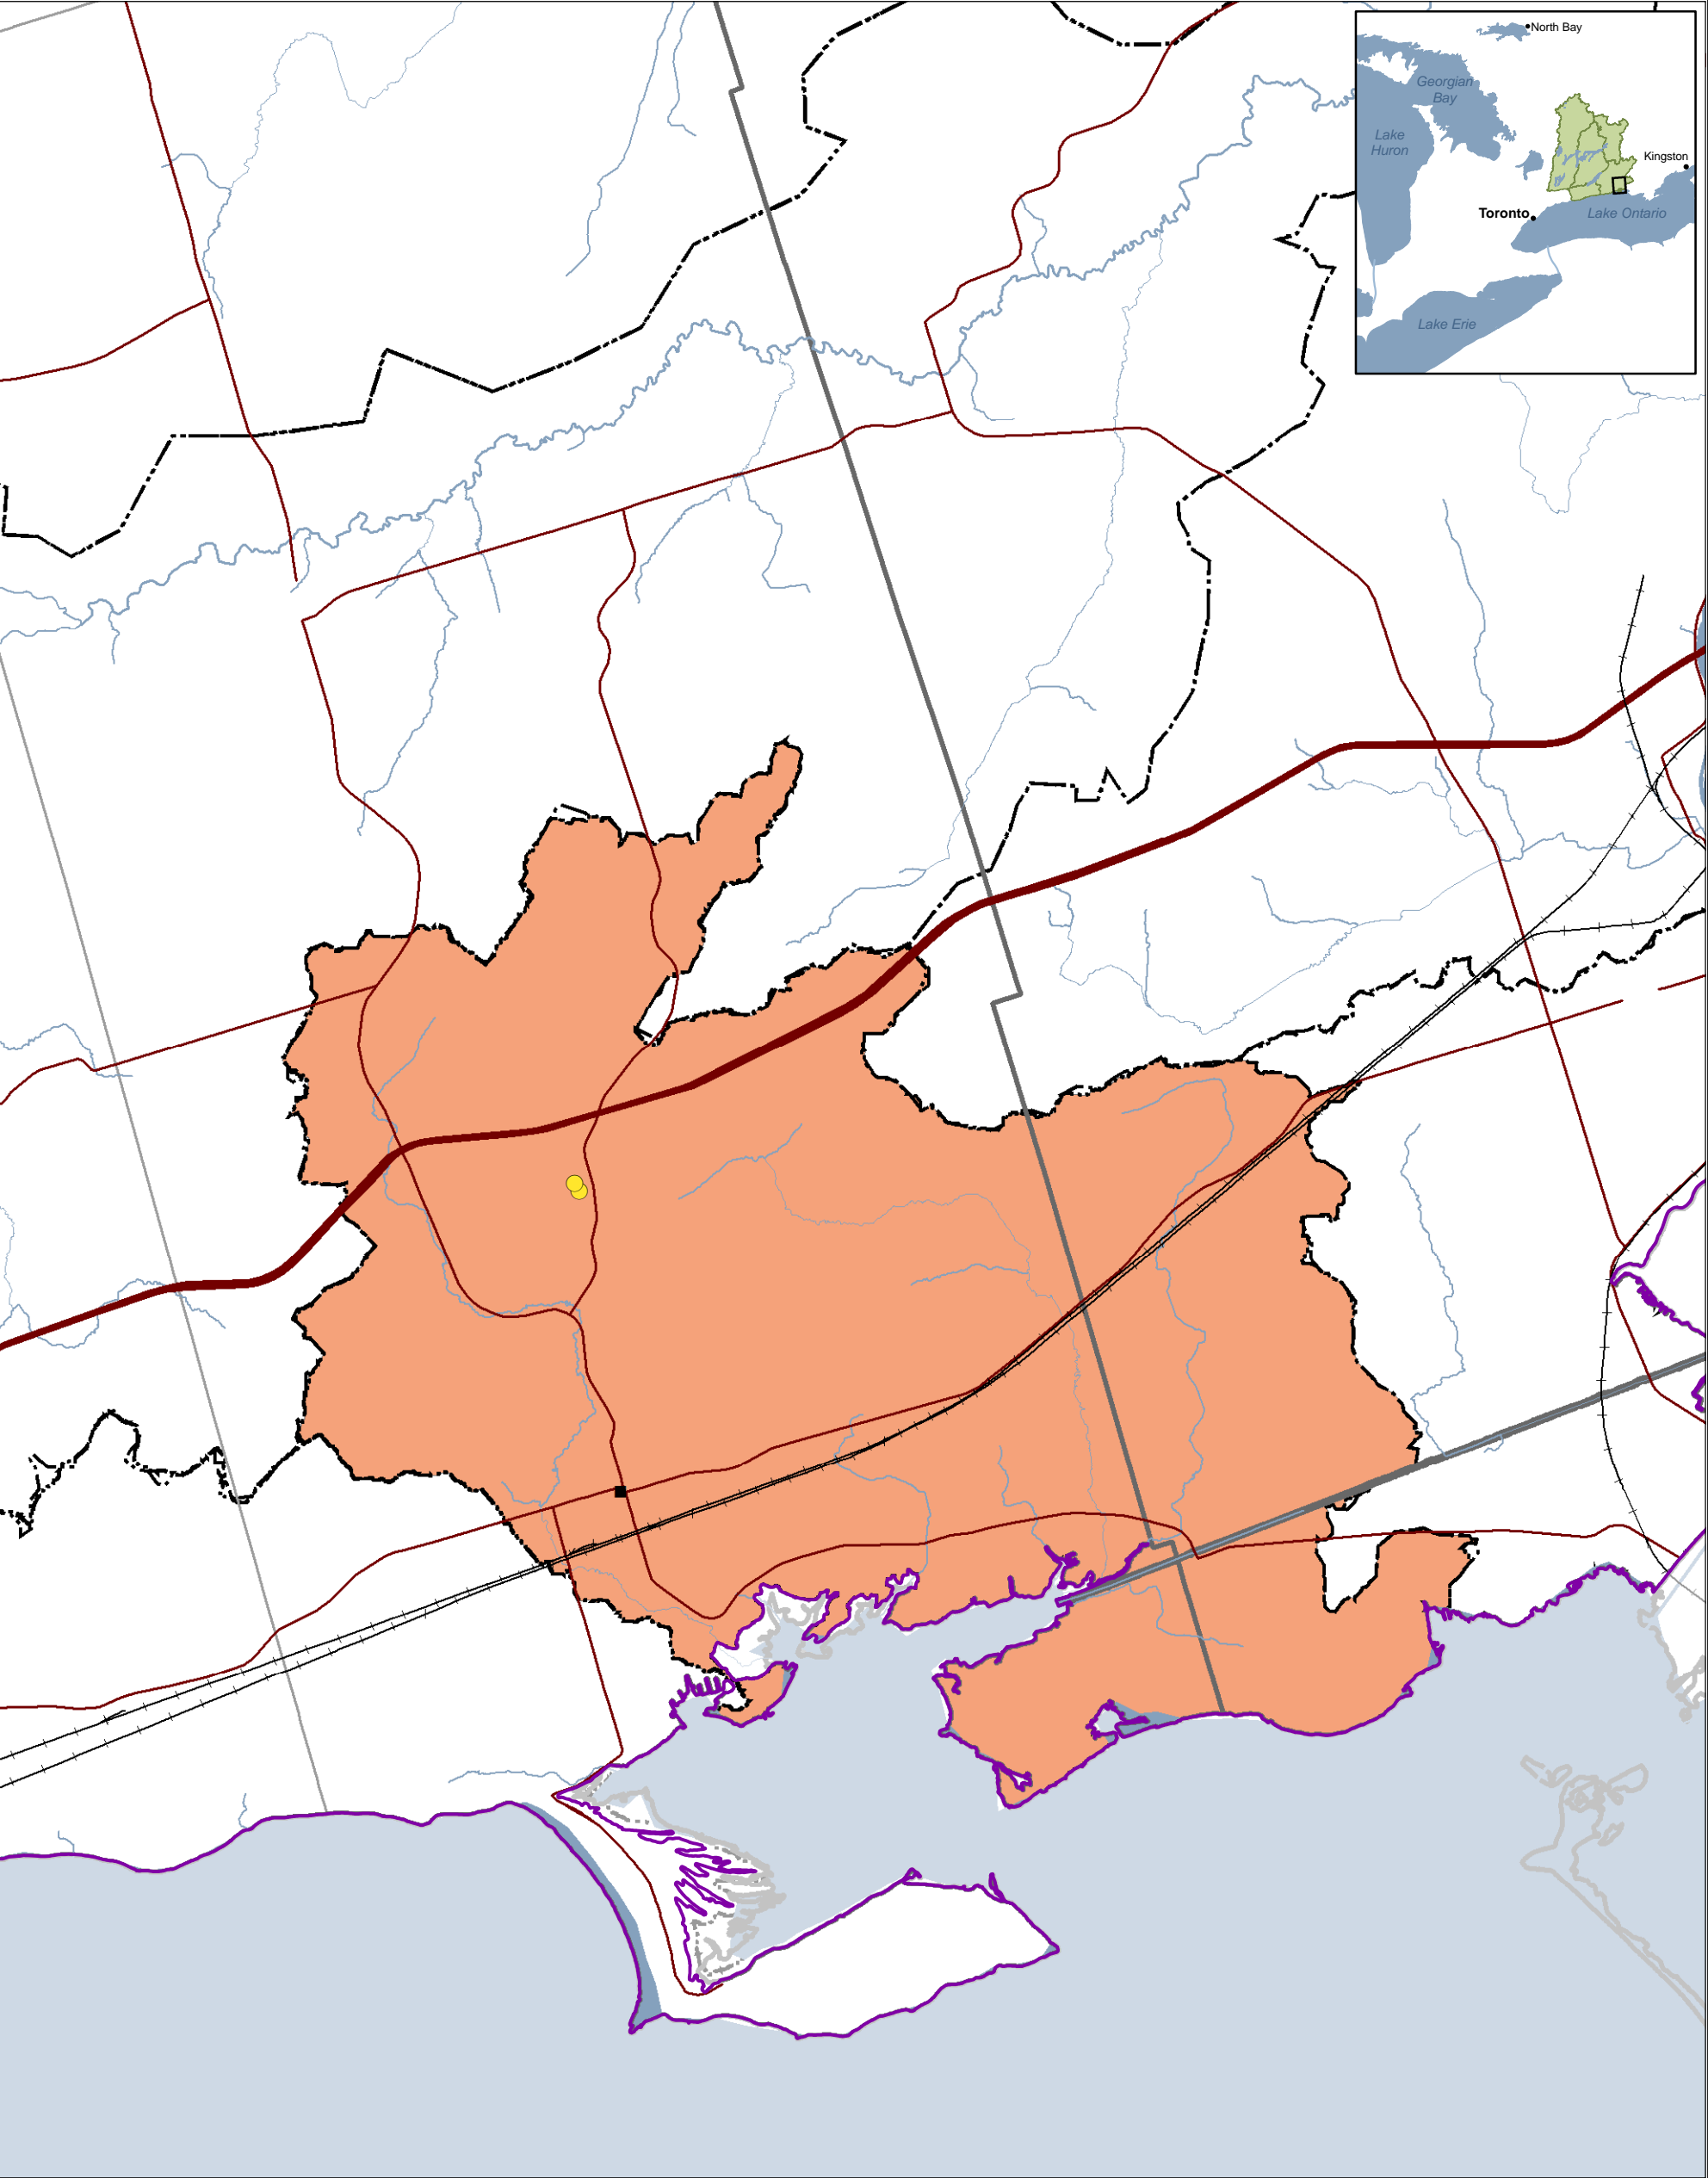 North Bay
Georgian
Bay
Lake
Huron
Kingston
Toronto
Lake Ontario
Lake Erie